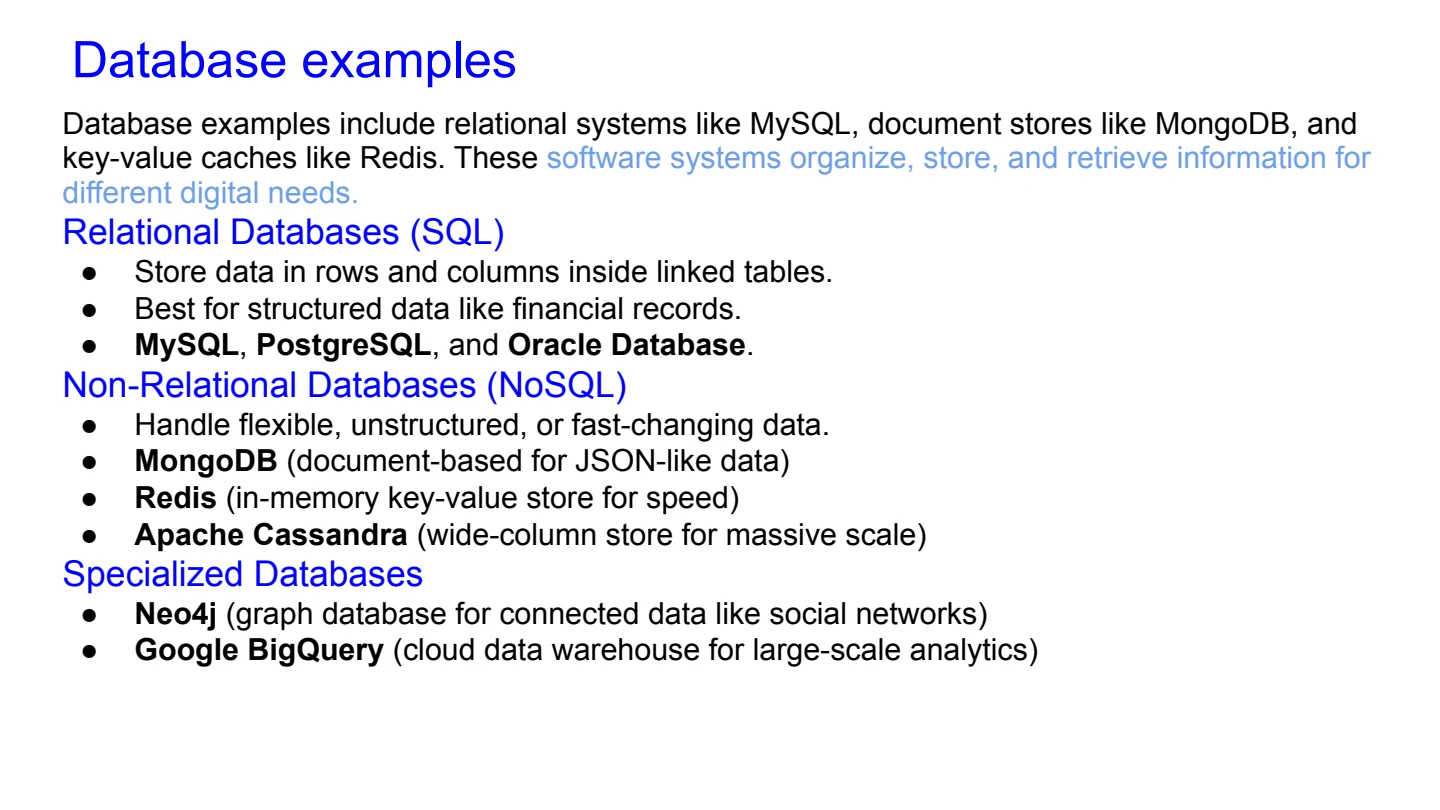 Database examples
Database examples include relational systems like MySQL, document stores like MongoDB, and
key-value caches like Redis. These software systems organize, store, and retrieve information for
different digital needs.
Relational Databases (SQL)
● Store data in rows and columns inside linked tables.
● Best for structured data like financial records.
● MySQL, PostgreSQL, and Oracle Database.
Non-Relational Databases (NoSQL)
● Handle flexible, unstructured, or fast-changing data.
● MongoDB (document-based for JSON-like data)
● Redis (in-memory key-value store for speed)
● Apache Cassandra (wide-column store for massive scale)
Specialized Databases
● Neo4j (graph database for connected data like social networks)
● Google BigQuery (cloud data warehouse for large-scale analytics)